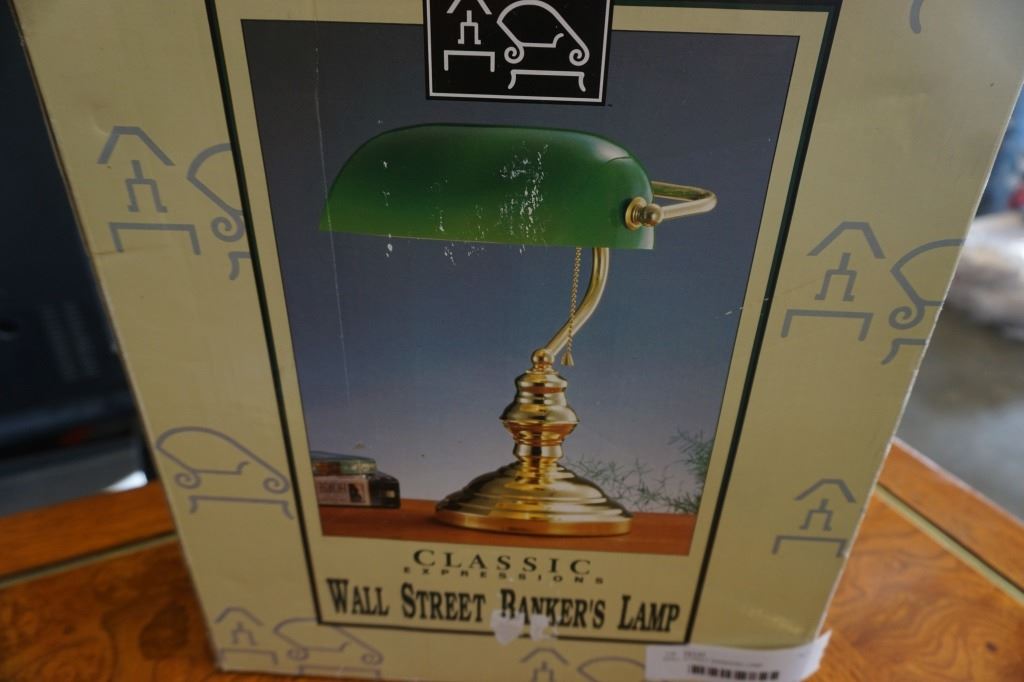 CLASSIC
EXPRESSIONS
WALL STREET BANKER'S LAMP